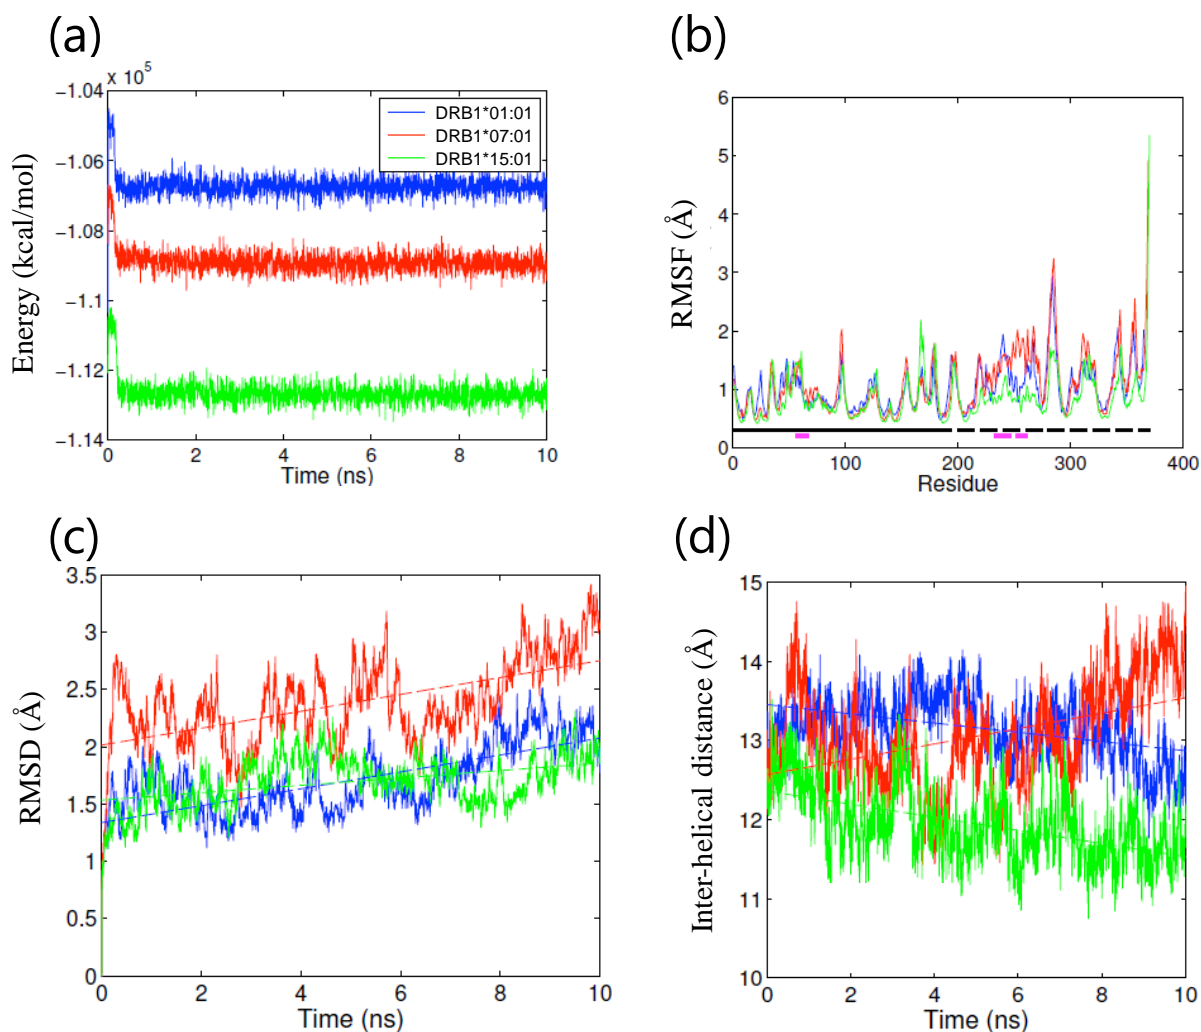 (a)
× 10^5
−1.04
−1.06
−1.08
−1.1
−1.12
−1.14
Energy (kcal/mol)
DRB1*01:01
DRB1*07:01
DRB1*15:01
0 2 4 6 8 10
Time (ns)
(b)
6
5
4
3
2
1
0
RMSF (Å)
0 100 200 300 400
Residue
(c)
3.5
3
2.5
2
1.5
1
0.5
0
RMSD (Å)
0 2 4 6 8 10
Time (ns)
(d)
15
14
13
12
11
10
Inter-helical distance (Å)
0 2 4 6 8 10
Time (ns)